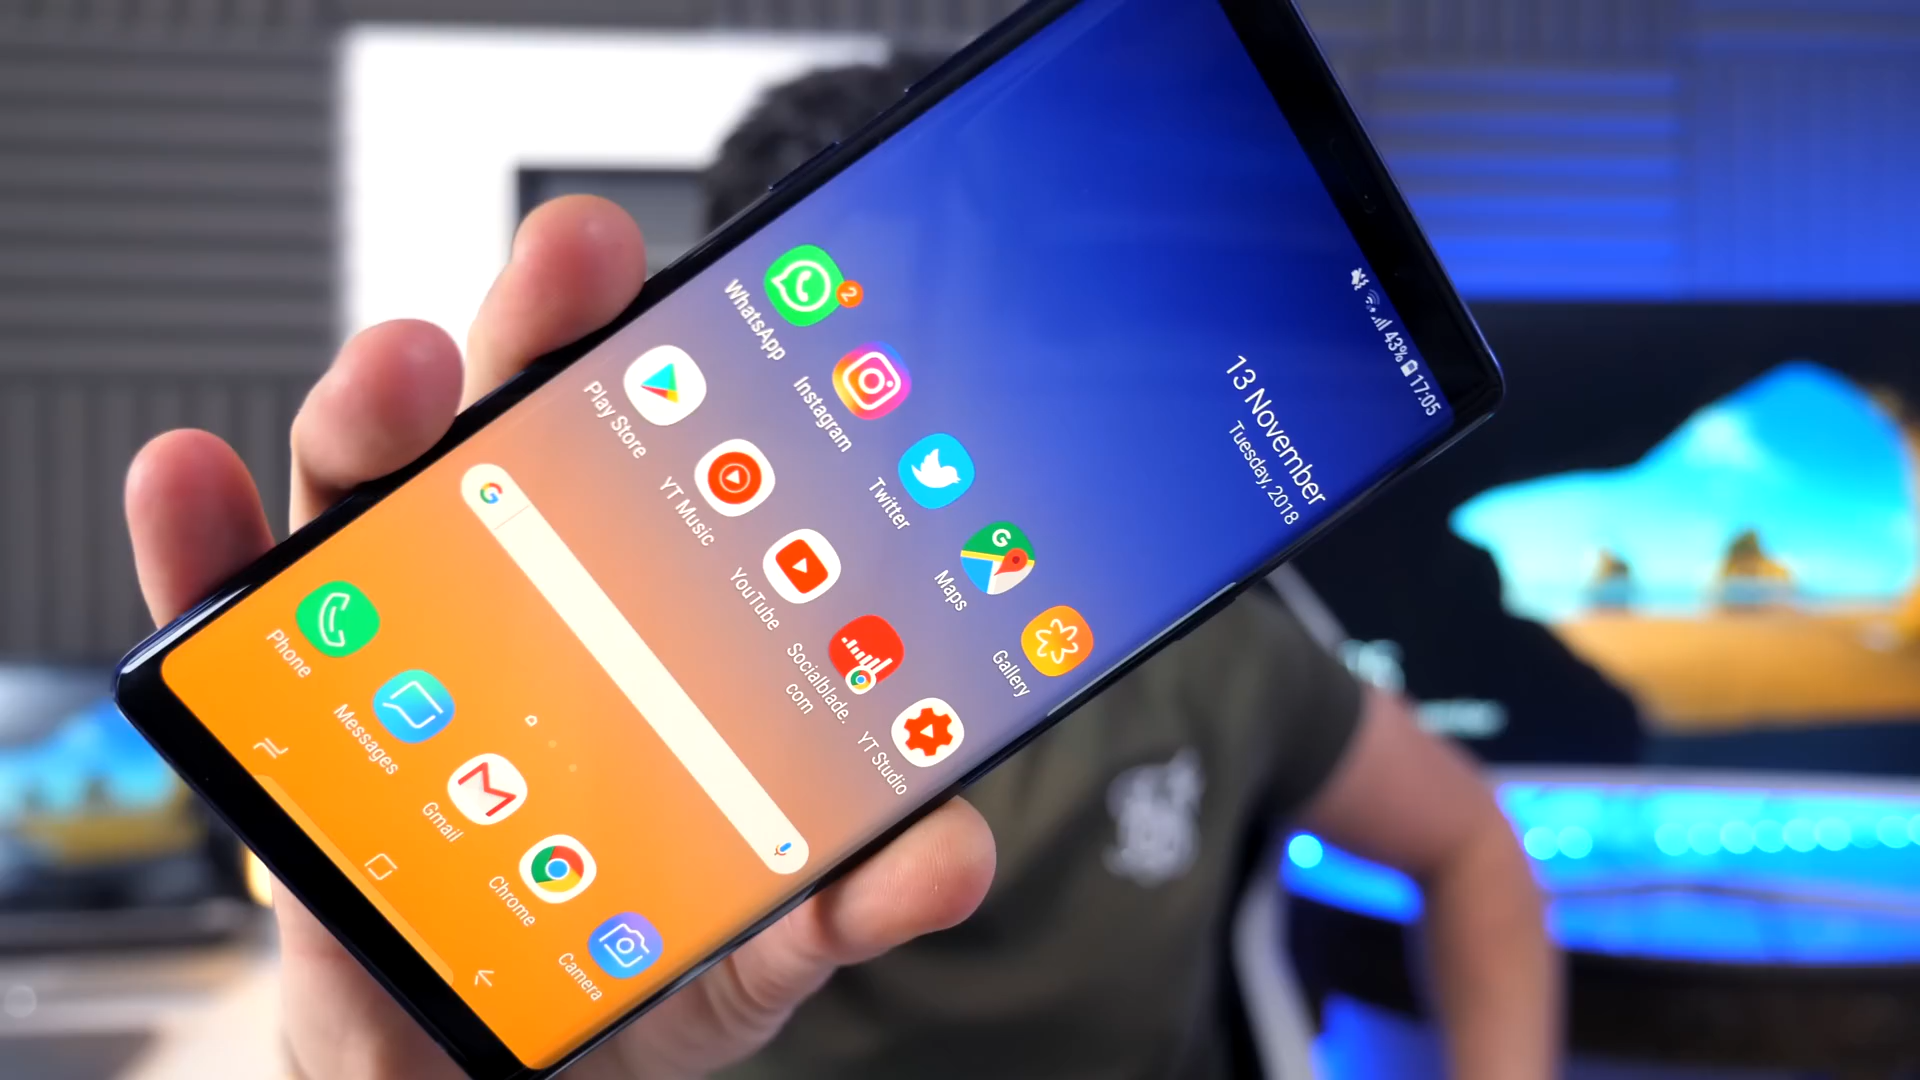 43% 17:05
13 November
Tuesday, 2018
WhatsApp
2
Instagram
Twitter
G
Maps
Gallery
Play Store
YT Music
YouTube
Socialblade.
com
YT Studio
G
Phone
Messages
Gmail
Chrome
Camera